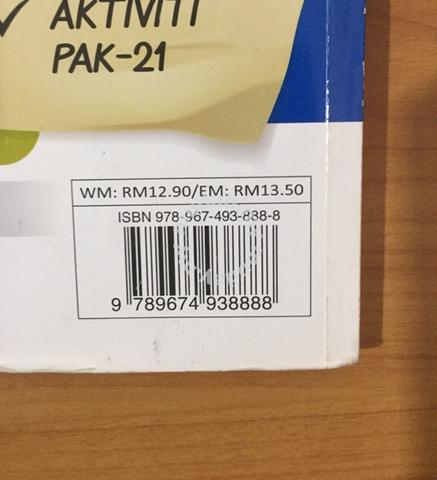 ✓ AKTIVITI
PAK-21
WM: RM12.90/EM: RM13.50
ISBN 978-967-493-888-8
9 789674 938888